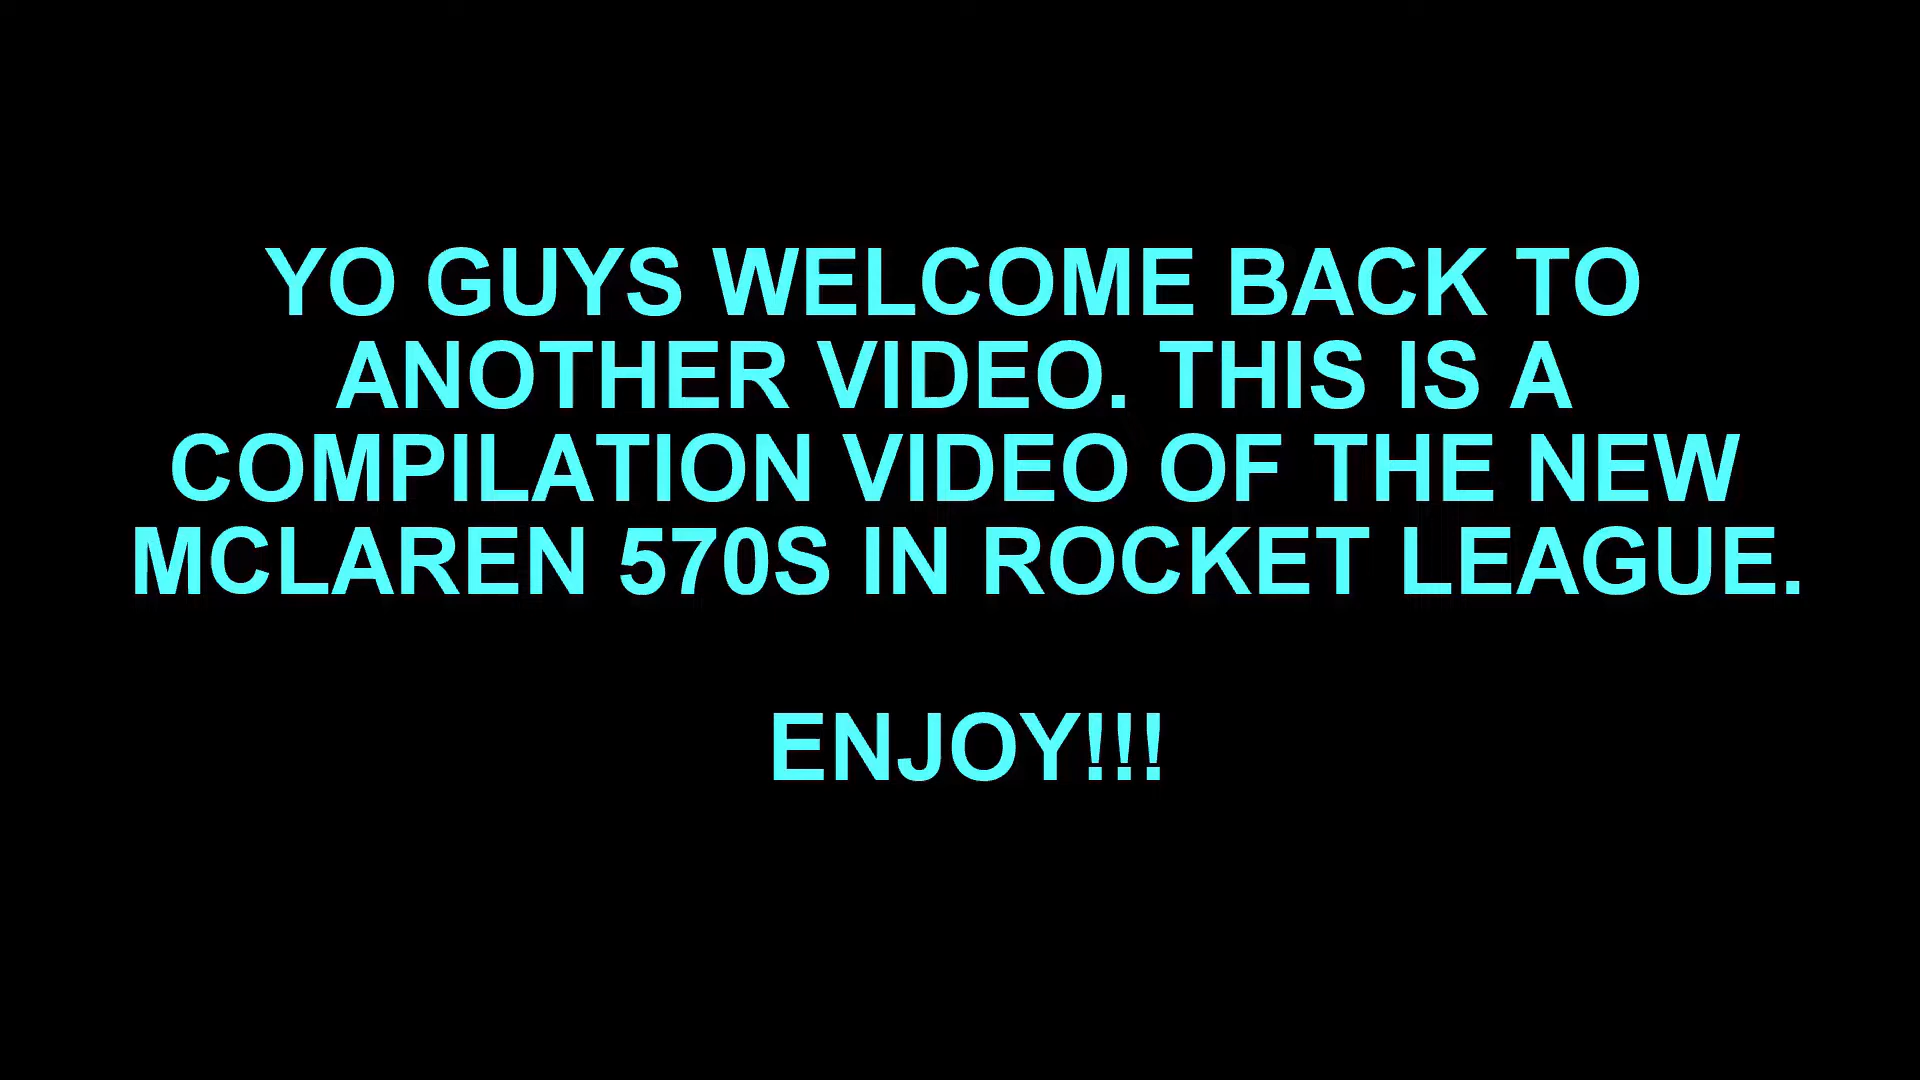 YO GUYS WELCOME BACK TO
ANOTHER VIDEO. THIS IS A
COMPILATION VIDEO OF THE NEW
MCLAREN 570S IN ROCKET LEAGUE.
ENJOY!!!